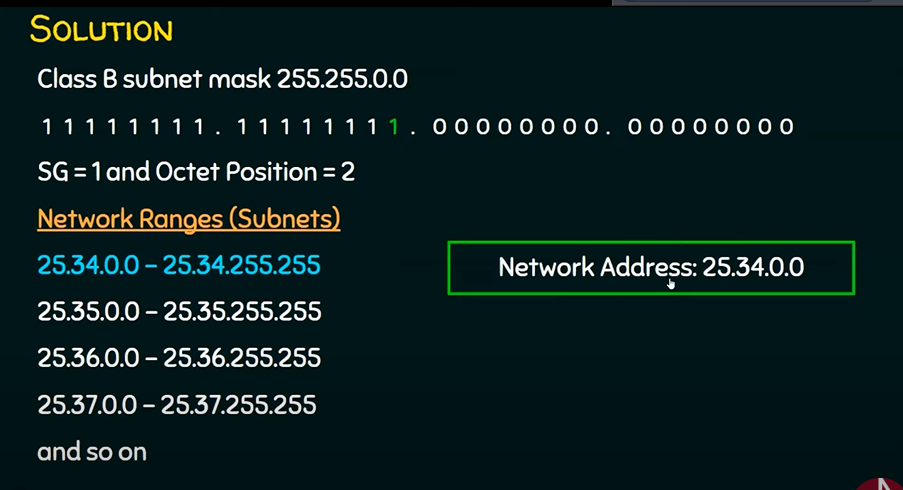 SOLUTION
Class B subnet mask 255.255.0.0
1 1 1 1 1 1 1 1 . 1 1 1 1 1 1 1 1 . 0 0 0 0 0 0 0 0 . 0 0 0 0 0 0 0 0
SG = 1 and Octet Position = 2
Network Ranges (Subnets)
25.34.0.0 – 25.34.255.255
Network Address: 25.34.0.0
25.35.0.0 – 25.35.255.255
25.36.0.0 – 25.36.255.255
25.37.0.0 – 25.37.255.255
and so on